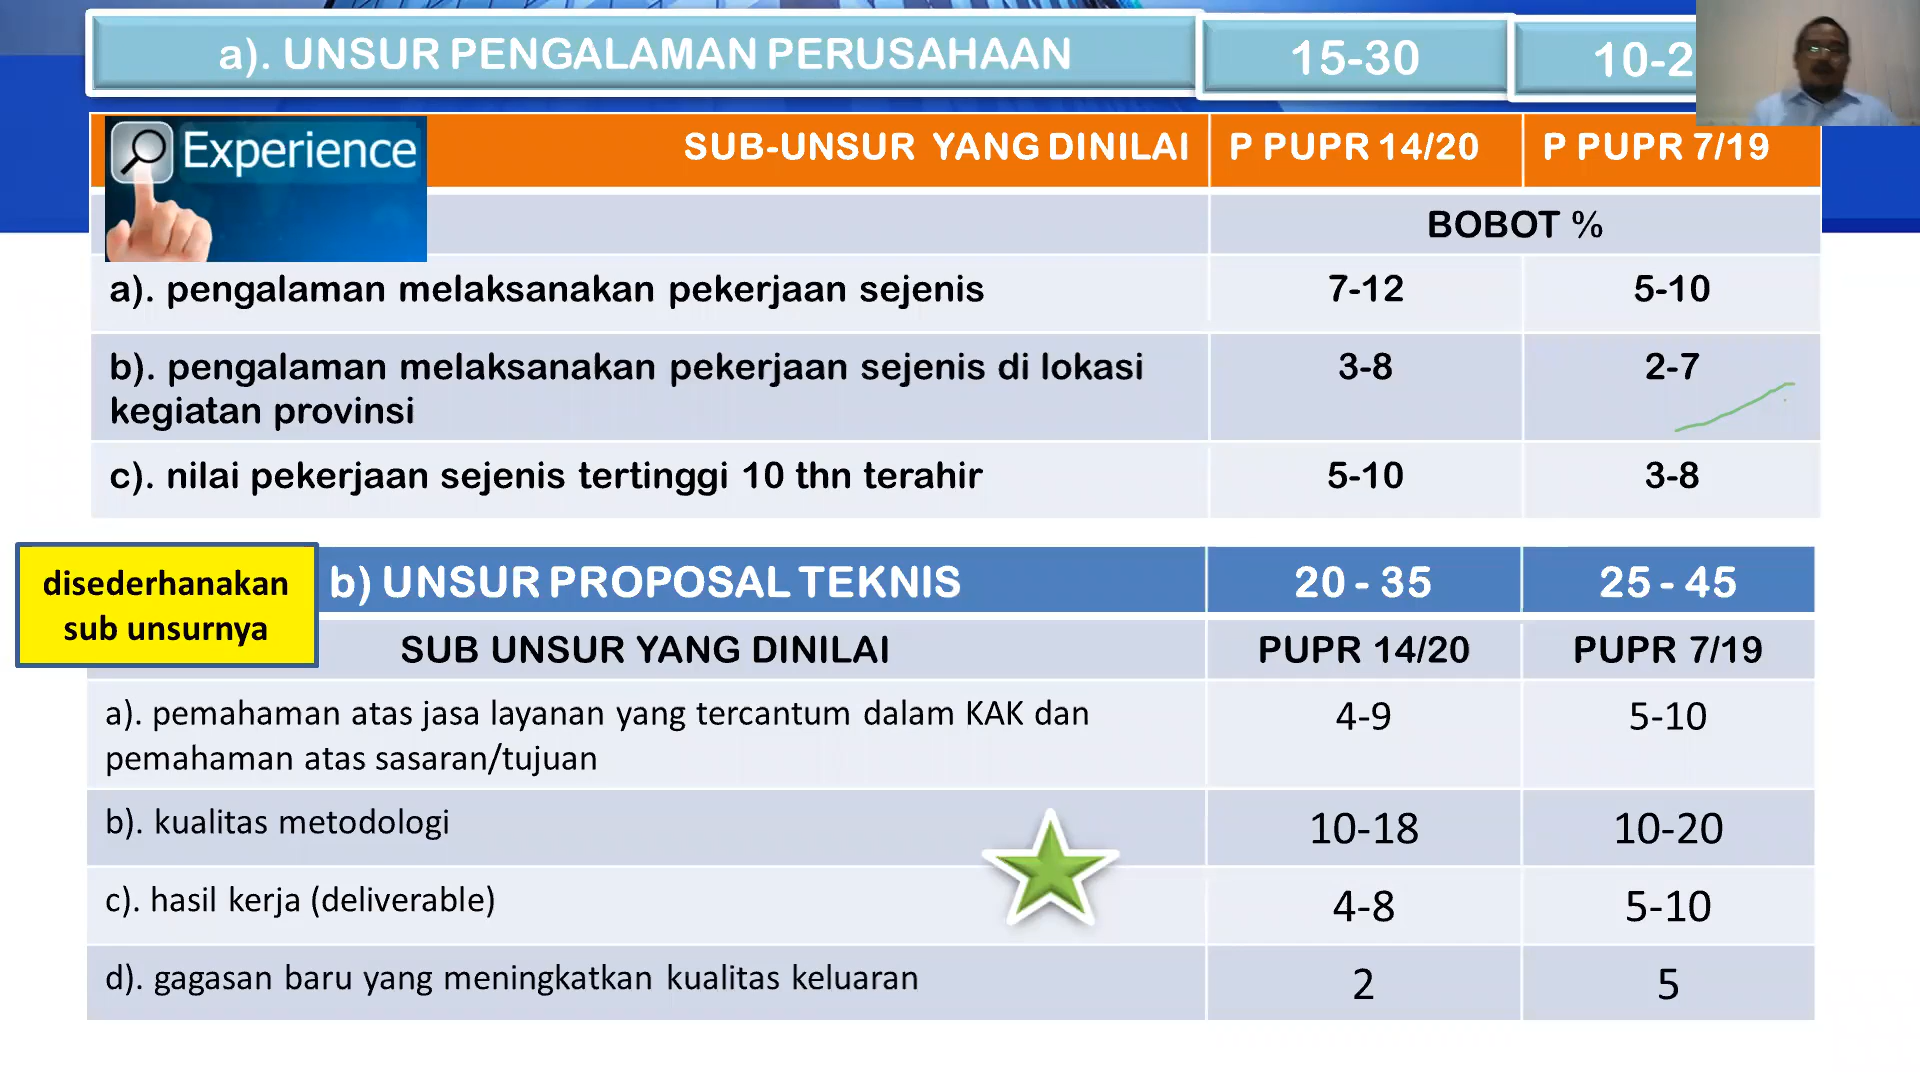 a). UNSUR PENGALAMAN PERUSAHAAN 15-30 10-2
Experience SUB-UNSUR YANG DINILAI P PUPR 14/20 P PUPR 7/19
BOBOT %
a). pengalaman melaksanakan pekerjaan sejenis 7-12 5-10
b). pengalaman melaksanakan pekerjaan sejenis di lokasi 3-8 2-7
kegiatan provinsi
c). nilai pekerjaan sejenis tertinggi 10 thn terahir 5-10 3-8
disederhanakan
sub unsurnya
b) UNSUR PROPOSAL TEKNIS 20 - 35 25 - 45
SUB UNSUR YANG DINILAI PUPR 14/20 PUPR 7/19
a). pemahaman atas jasa layanan yang tercantum dalam KAK dan 4-9 5-10
pemahaman atas sasaran/tujuan
b). kualitas metodologi 10-18 10-20
c). hasil kerja (deliverable) 4-8 5-10
d). gagasan baru yang meningkatkan kualitas keluaran 2 5